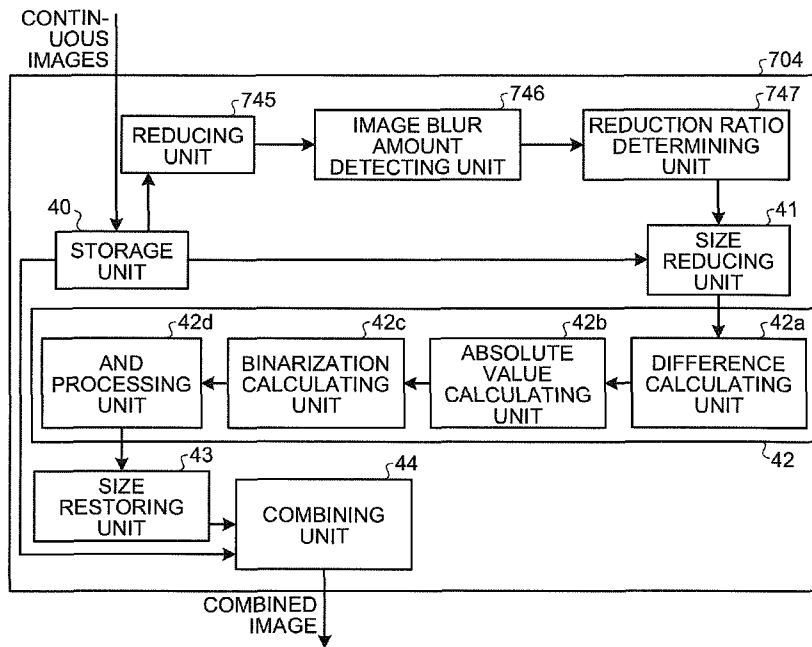 CONTIN-
UOUS
IMAGES
704
745
746
747
REDUCING
UNIT
IMAGE BLUR
AMOUNT
DETECTING UNIT
REDUCTION RATIO
DETERMINING
UNIT
40
41
STORAGE
UNIT
SIZE
REDUCING
UNIT
42d
42c
42b
42a
AND
PROCESSING
UNIT
BINARIZATION
CALCULATING
UNIT
ABSOLUTE
VALUE
CALCULATING
UNIT
DIFFERENCE
CALCULATING
UNIT
42
43
44
SIZE
RESTORING
UNIT
COMBINING
UNIT
COMBINED
IMAGE